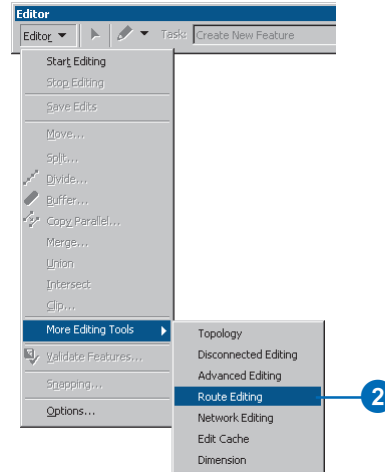 Editor
Editor Task: Create New Feature
Start Editing
Stop Editing
Save Edits
Move...
Split...
Divide...
Buffer...
Copy Parallel...
Merge...
Union
Intersect
Clip...
More Editing Tools
Validate Features...
Snapping...
Options...
Topology
Disconnected Editing
Advanced Editing
Route Editing
2
Network Editing
Edit Cache
Dimension